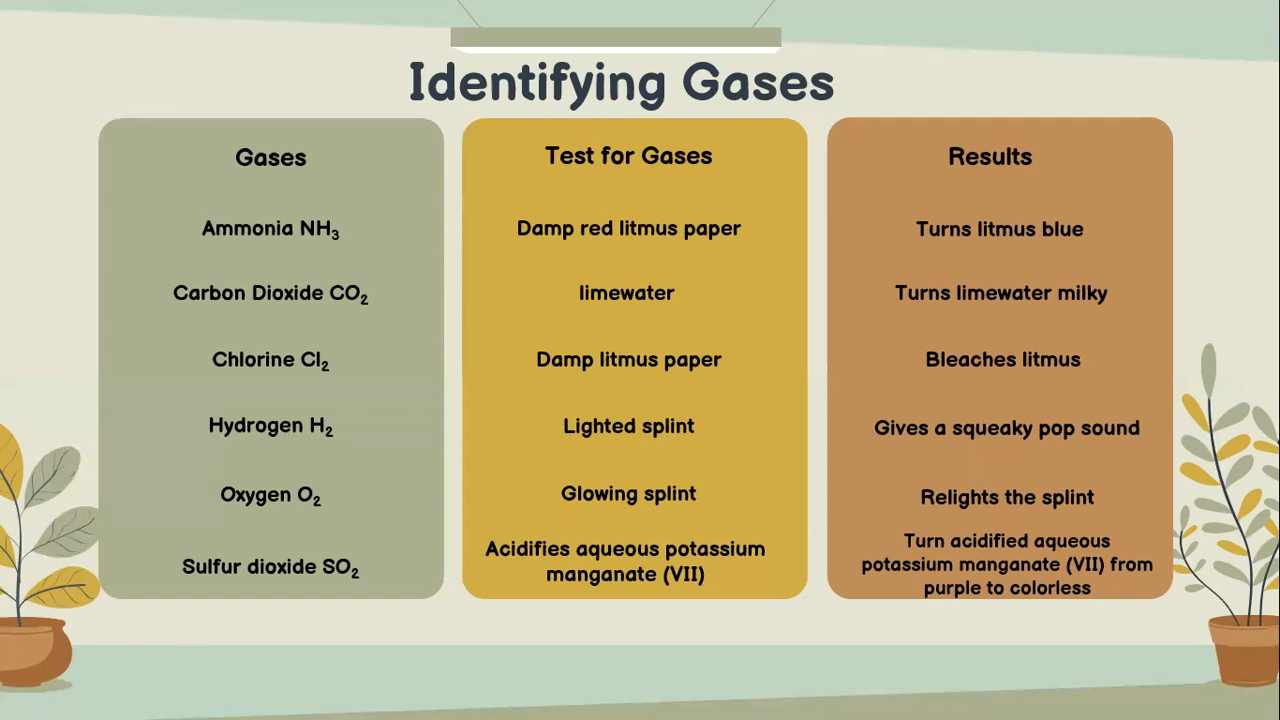 Identifying Gases
Gases
Test for Gases
Results
Ammonia NH₃
Damp red litmus paper
Turns litmus blue
Carbon Dioxide CO₂
limewater
Turns limewater milky
Chlorine Cl₂
Damp litmus paper
Bleaches litmus
Hydrogen H₂
Lighted splint
Gives a squeaky pop sound
Oxygen O₂
Glowing splint
Relights the splint
Sulfur dioxide SO₂
Acidifies aqueous potassium
manganate (VII)
Turn acidified aqueous
potassium manganate (VII) from
purple to colorless